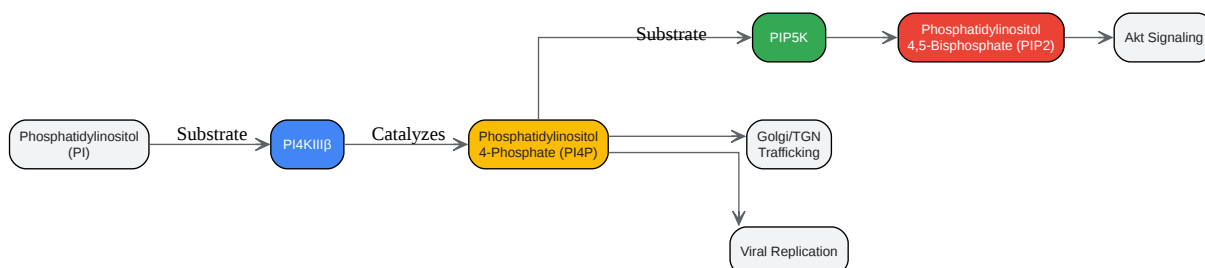 Substrate
PIP5K
Phosphatidylinositol
4,5-Bisphosphate (PIP2)
Akt Signaling
Phosphatidylinositol
(PI)
Substrate
PI4KIIIβ
Catalyzes
Phosphatidylinositol
4-Phosphate (PI4P)
Golgi/TGN
Trafficking
Viral Replication